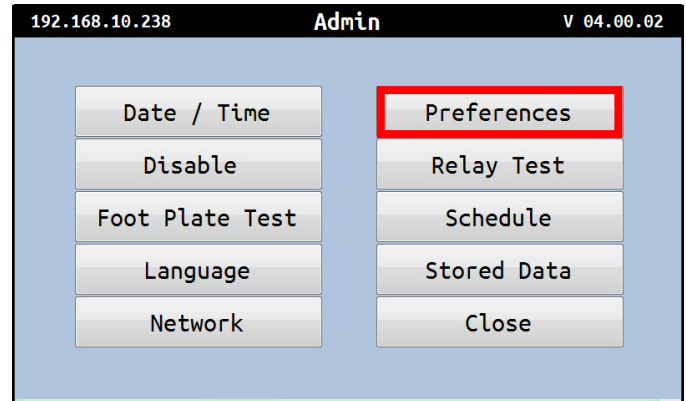 192.168.10.238 Admin V 04.00.02
Date / Time
Preferences
Disable
Relay Test
Foot Plate Test
Schedule
Language
Stored Data
Network
Close